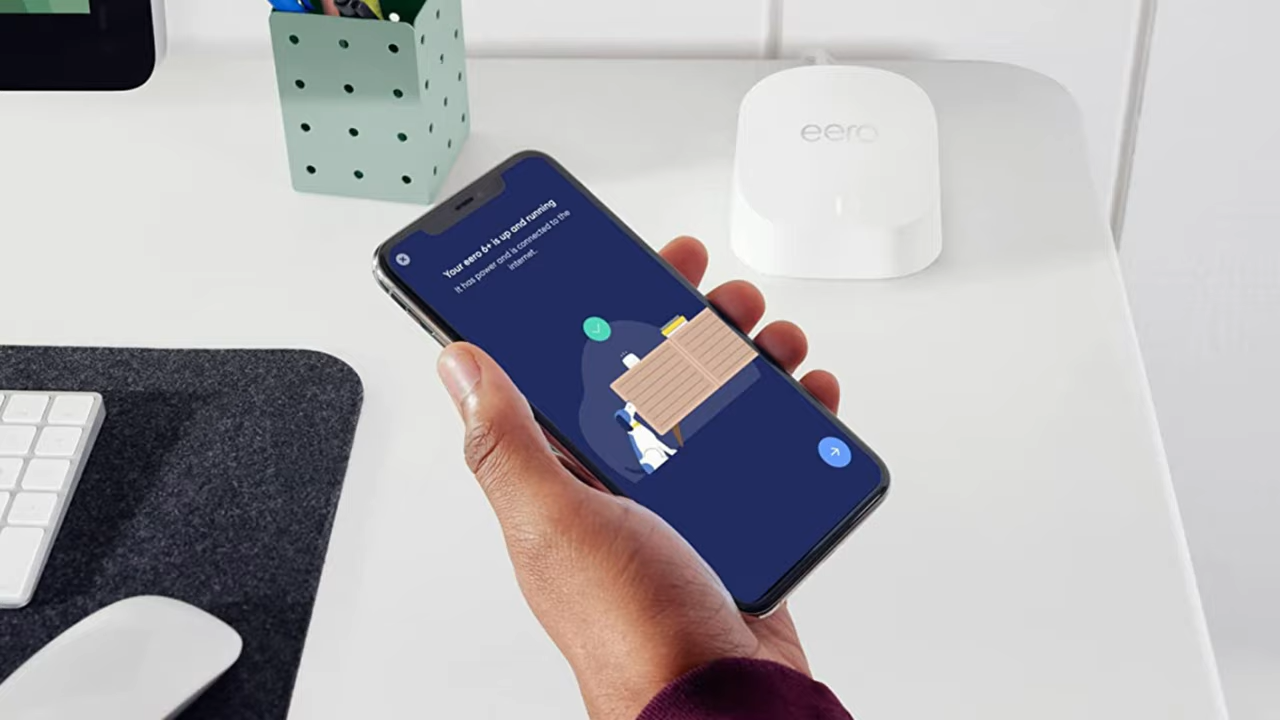 eero
Your eero 6+ is up and running
It has power and is connected to the
internet.